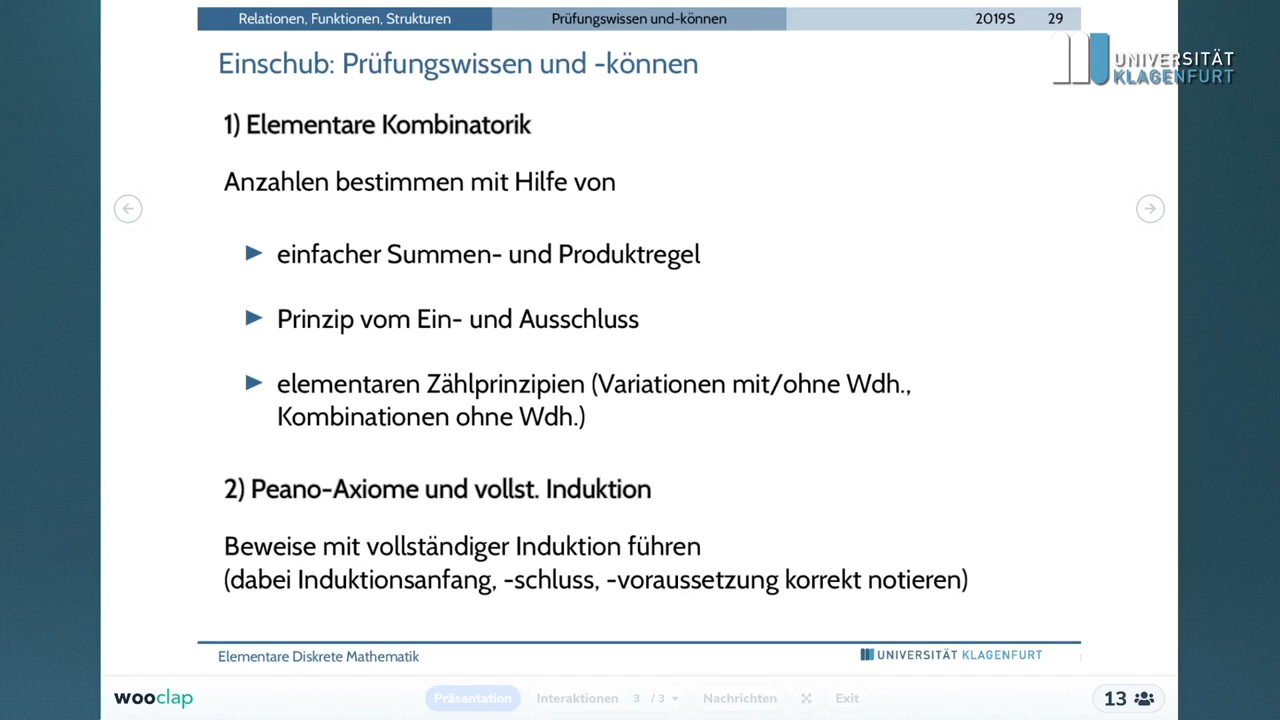 Relationen, Funktionen, Strukturen Prüfungswissen und-können 2019S 29
UNIVERSITÄT
KLAGENFURT
Einschub: Prüfungswissen und -können
1) Elementare Kombinatorik
Anzahlen bestimmen mit Hilfe von
einfacher Summen- und Produktregel
Prinzip vom Ein- und Ausschluss
elementaren Zählprinzipien (Variationen mit/ohne Wdh.,
Kombinationen ohne Wdh.)
2) Peano-Axiome und vollst. Induktion
Beweise mit vollständiger Induktion führen
(dabei Induktionsanfang, -schluss, -voraussetzung korrekt notieren)
Elementare Diskrete Mathematik UNIVERSITÄT KLAGENFURT
wooclap Präsentation Interaktionen 3 / 3 Nachrichten Exit 13